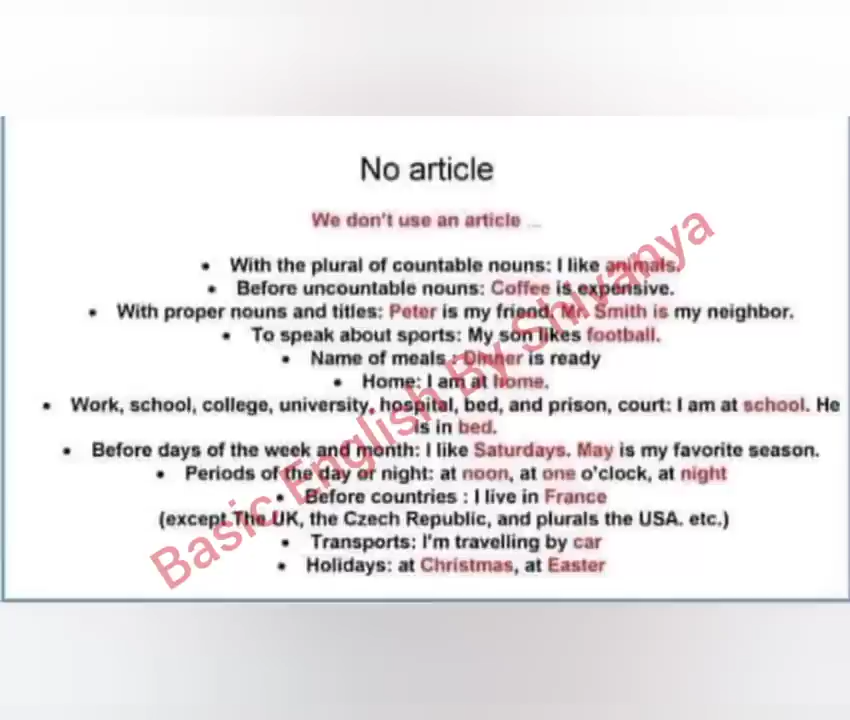 No article
We don't use an article ...
• With the plural of countable nouns: I like animals.
• Before uncountable nouns: Coffee is expensive.
• With proper nouns and titles: Peter is my friend. Mr. Smith is my neighbor.
• To speak about sports: My son likes football.
• Name of meals : Dinner is ready
• Home: I am at home.
• Work, school, college, university, hospital, bed, and prison, court: I am at school. He
is in bed.
• Before days of the week and month: I like Saturdays. May is my favorite season.
• Periods of the day or night: at noon, at one o'clock, at night
• Before countries : I live in France
(except The UK, the Czech Republic, and plurals the USA. etc.)
• Transports: I'm travelling by car
• Holidays: at Christmas, at Easter
Basic English By Shivanya